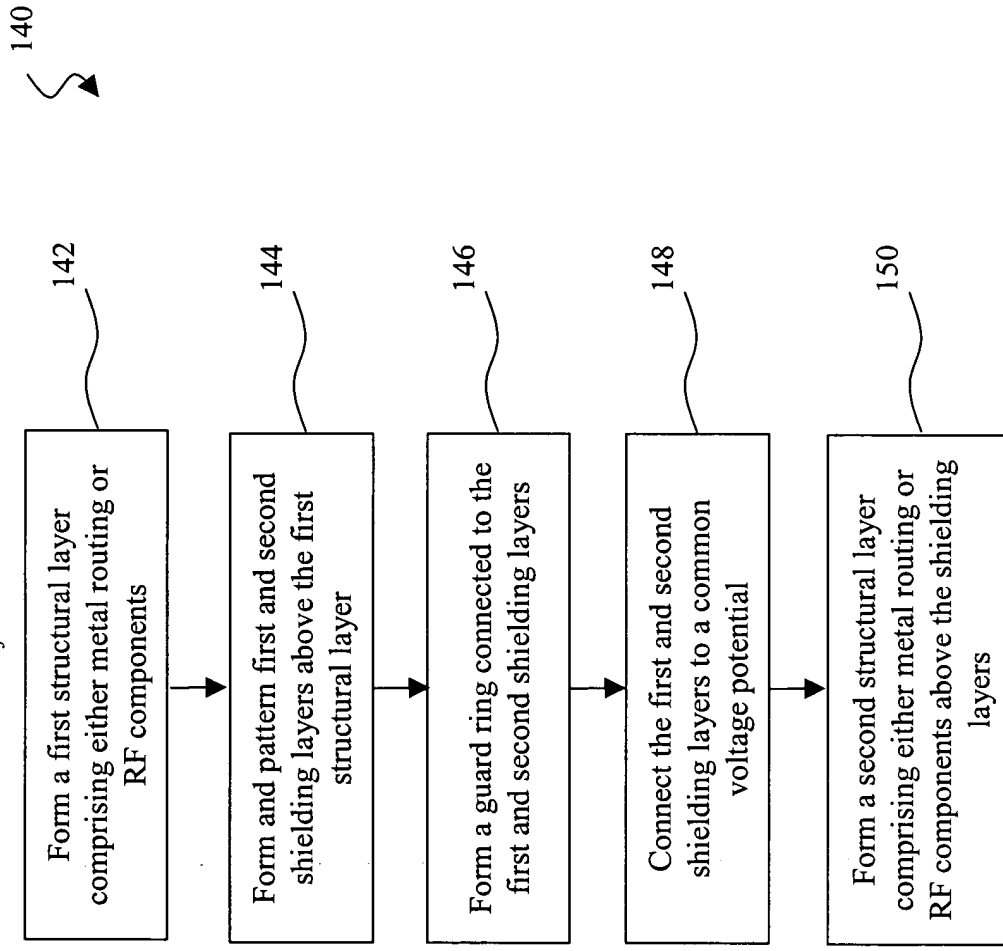 140
142
Form a first structural layer
comprising either metal routing or
RF components
144
Form and pattern first and second
shielding layers above the first
structural layer
146
Form a guard ring connected to the
first and second shielding layers
148
Connect the first and second
shielding layers to a common
voltage potential
150
Form a second structural layer
comprising either metal routing or
RF components above the shielding
layers